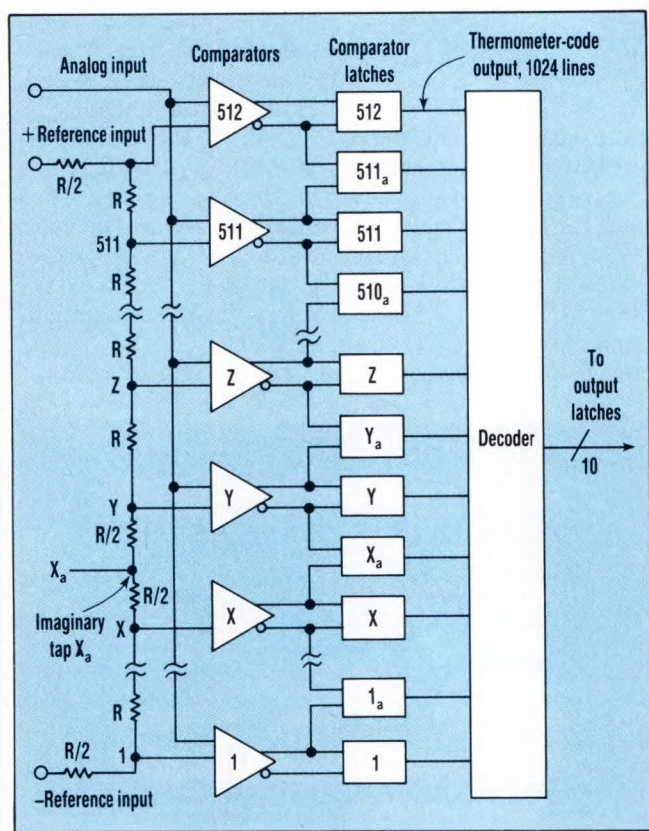 Analog input
Comparators
Comparator
latches
Thermometer-code
output, 1024 lines
+Reference input
R/2
R
511
R
R
Z
R
Y
R/2
Xa
R/2
Imaginary
tap Xa
X
R
R/2
1
−Reference input
512
511
Z
Y
X
1
512
511a
511
510a
Z
Ya
Y
Xa
X
1a
1
Decoder
To
output
latches
10